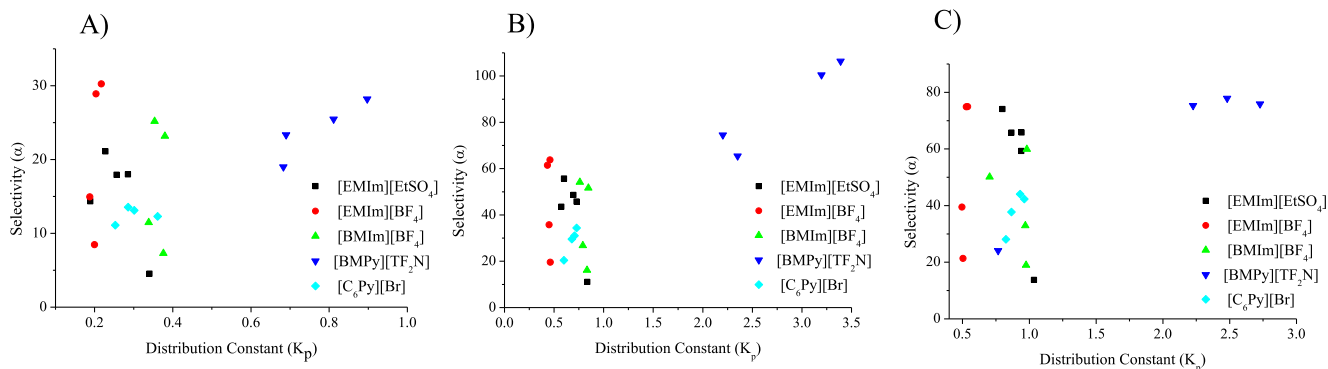 A)
Selectivity (α)
30
20
10
0
0.2 0.4 0.6 0.8 1.0
Distribution Constant (Kp)
[EMIm][EtSO4]
[EMIm][BF4]
[BMIm][BF4]
[BMPy][TF2N]
[C6Py][Br]
B)
Selectivity (α)
100
80
60
40
20
0
0.0 0.5 1.0 1.5 2.0 2.5 3.0 3.5
Distribution Constant (Kp)
[EMIm][EtSO4]
[EMIm][BF4]
[BMIm][BF4]
[BMPy][TF2N]
[C6Py][Br]
C)
Selectivity (α)
100
80
60
40
20
0
0.5 1.0 1.5 2.0 2.5 3.0
Distribution Constant (Kp)
[EMIm][EtSO4]
[EMIm][BF4]
[BMIm][BF4]
[BMPy][TF2N]
[C6Py][Br]